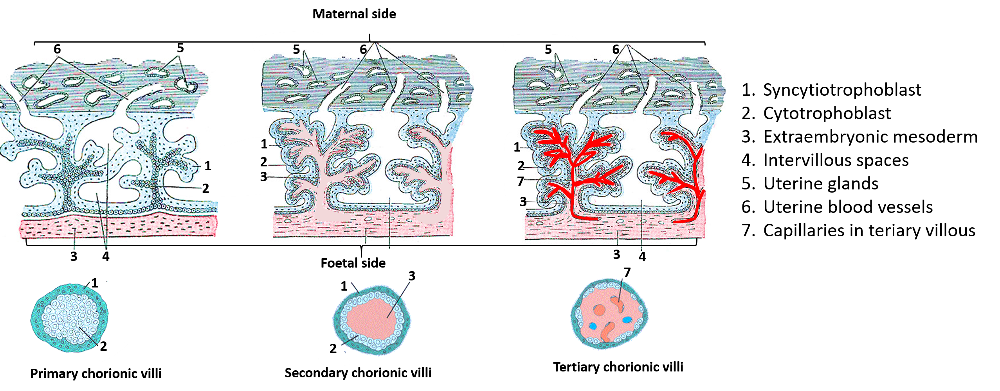 Maternal side
6
5
5
6
5
6
1
2
1
2
3
1
2
7
3
3
4
3
4
Foetal side
1. Syncytiotrophoblast
2. Cytotrophoblast
3. Extraembryonic mesoderm
4. Intervillous spaces
5. Uterine glands
6. Uterine blood vessels
7. Capillaries in teriary villous
1
2
1
3
2
7
Primary chorionic villi
Secondary chorionic villi
Tertiary chorionic villi